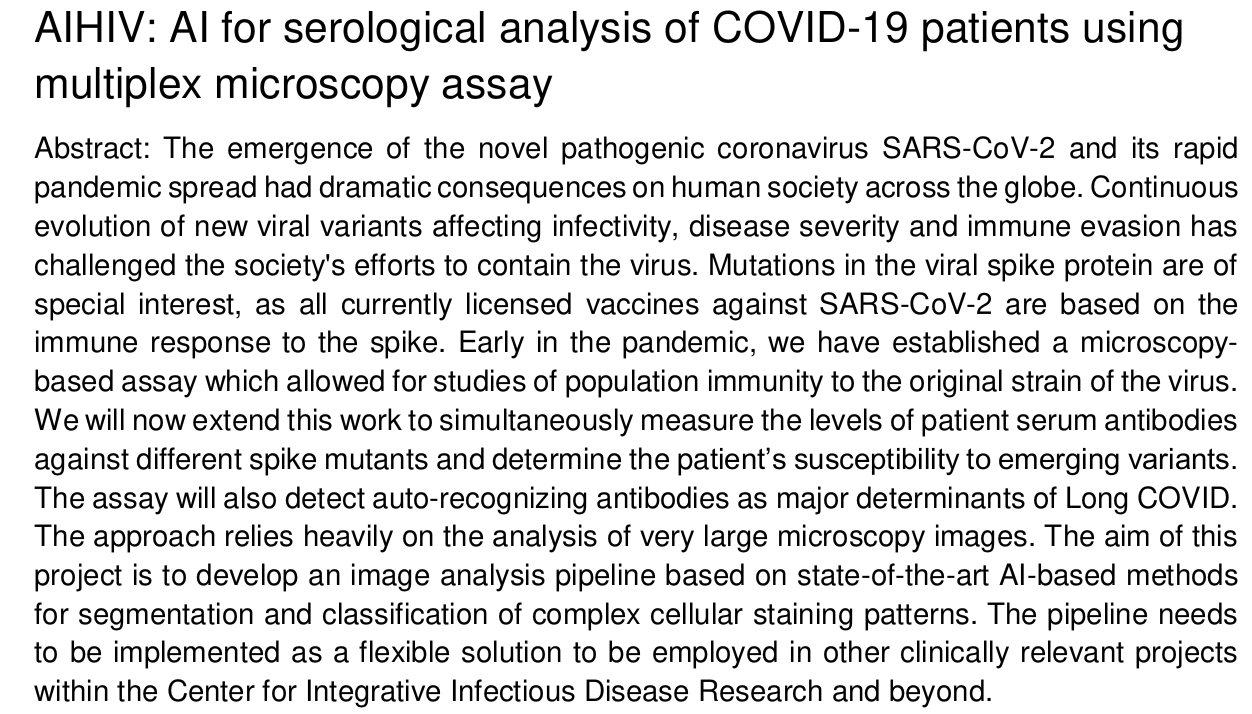 AIHIV: AI for serological analysis of COVID-19 patients using
multiplex microscopy assay
Abstract: The emergence of the novel pathogenic coronavirus SARS-CoV-2 and its rapid
pandemic spread had dramatic consequences on human society across the globe. Continuous
evolution of new viral variants affecting infectivity, disease severity and immune evasion has
challenged the society's efforts to contain the virus. Mutations in the viral spike protein are of
special interest, as all currently licensed vaccines against SARS-CoV-2 are based on the
immune response to the spike. Early in the pandemic, we have established a microscopy-
based assay which allowed for studies of population immunity to the original strain of the virus.
We will now extend this work to simultaneously measure the levels of patient serum antibodies
against different spike mutants and determine the patient’s susceptibility to emerging variants.
The assay will also detect auto-recognizing antibodies as major determinants of Long COVID.
The approach relies heavily on the analysis of very large microscopy images. The aim of this
project is to develop an image analysis pipeline based on state-of-the-art AI-based methods
for segmentation and classification of complex cellular staining patterns. The pipeline needs
to be implemented as a flexible solution to be employed in other clinically relevant projects
within the Center for Integrative Infectious Disease Research and beyond.